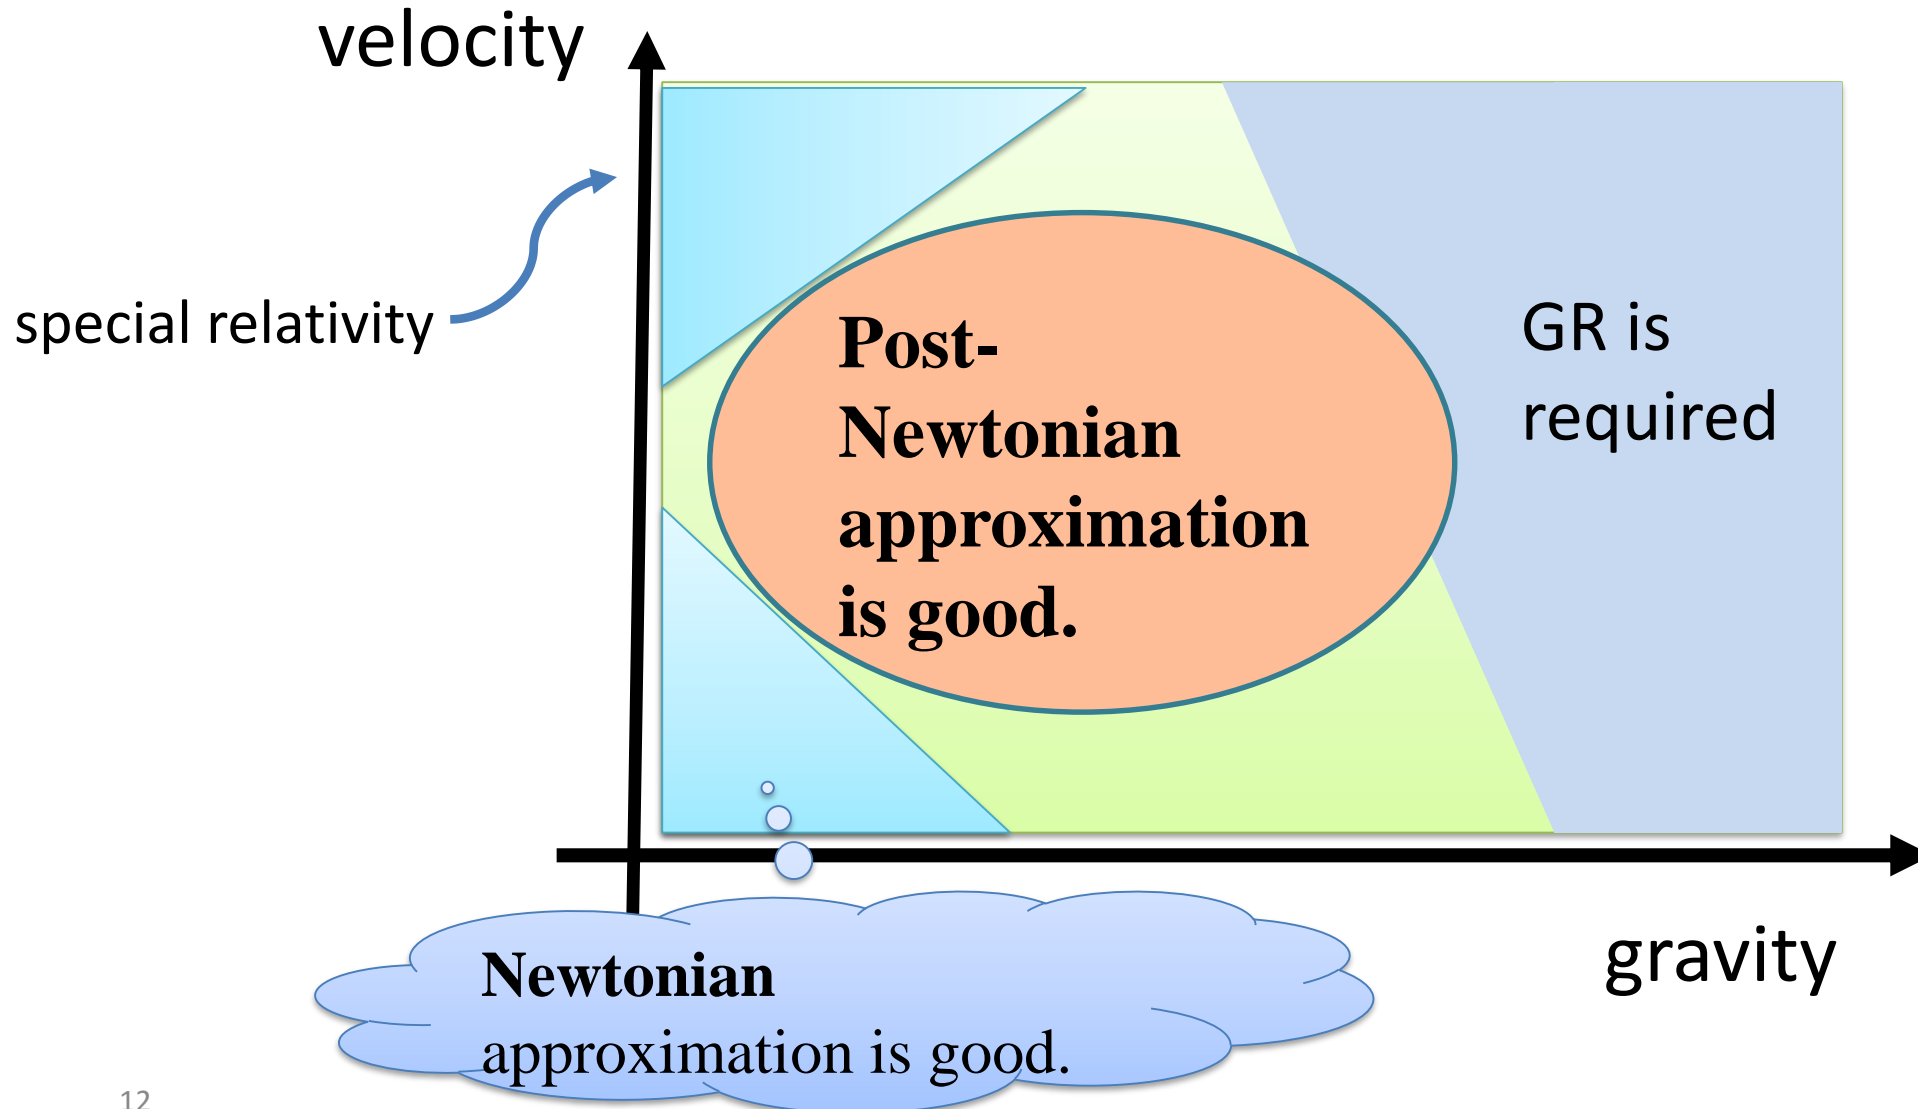 velocity
special relativity
Post-
Newtonian
approximation
is good.
GR is
required
gravity
Newtonian
approximation is good.
12